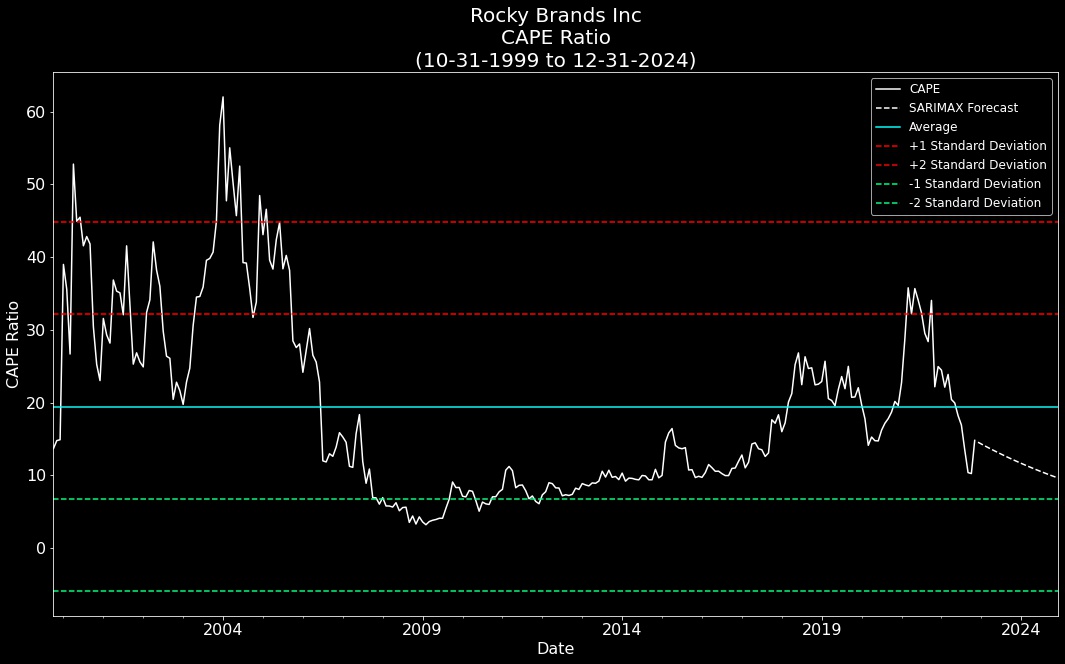 Rocky Brands Inc
CAPE Ratio
(10-31-1999 to 12-31-2024)
CAPE
SARIMAX Forecast
Average
+1 Standard Deviation
+2 Standard Deviation
-1 Standard Deviation
-2 Standard Deviation
CAPE Ratio
60
50
40
30
20
10
0
2004 2009 2014 2019 2024
Date